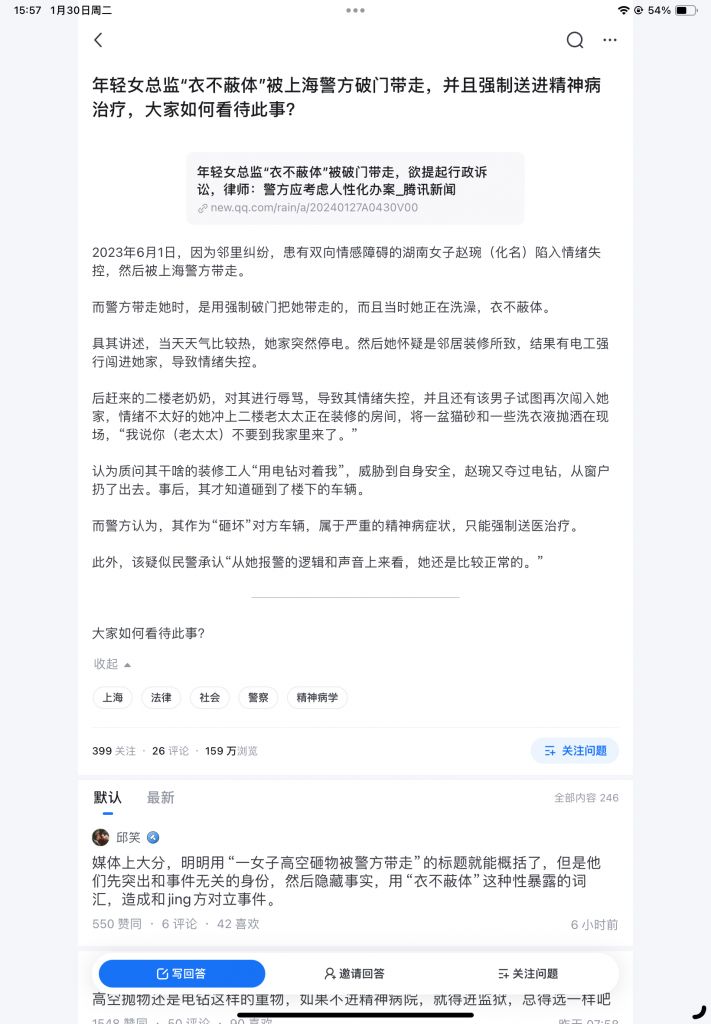 15:57 1月30日周二
54%
年轻女总监“衣不蔽体”被上海警方破门带走，并且强制送进精神病
治疗，大家如何看待此事?
年轻女总监“衣不蔽体”被破门带走，欲提起行政诉
讼，律师：警方应考虑人性化办案_腾讯新闻
new.qq.com/rain/a/20240127A0430V00
2023年6月1日，因为邻里纠纷，患有双向情感障碍的湖南女子赵琬（化名）陷入情绪失
控，然后被上海警方带走。
而警方带走她时，是用强制破门把她带走的，而且当时她正在洗澡，衣不蔽体。
具其讲述，当天天气比较热，她家突然停电。然后她怀疑是邻居装修所致，结果有电工强
行闯进她家，导致情绪失控。
后赶来的二楼老奶奶，对其进行辱骂，导致其情绪失控，并且还有该男子试图再次闯入她
家，情绪不太好的她冲上二楼老太太正在装修的房间，将一盆猫砂和一些洗衣液抛洒在现
场，“我说你（老太太）不要到我家里来了。”
认为质问其干啥的装修工人“用电钻对着我”，威胁到自身安全，赵琬又夺过电钻，从窗户
扔了出去。事后，其才知道砸到了楼下的车辆。
而警方认为，其作为“砸坏”对方车辆，属于严重的精神病症状，只能强制送医治疗。
此外，该疑似民警承认“从她报警的逻辑和声音上来看，她还是比较正常的。”
大家如何看待此事?
收起
上海 法律 社会 警察 精神病学
399 关注 · 26 评论 · 159 万浏览
关注问题
默认 最新 全部内容 246
邱笑
媒体上大分，明明用“一女子高空砸物被警方带走”的标题就能概括了，但是他
们先突出和事件无关的身份，然后隐藏事实，用“衣不蔽体”这种性暴露的词
汇，造成和jing方对立事件。
550 赞同 · 6 评论 · 42 喜欢 6 小时前
写回答 邀请回答 关注问题
高空抛物还是电钻这样的重物，如果不进精神病院，就得进监狱，总得选一样吧
1548 赞同 · 50 评论 · 90 喜欢 昨天 07:58